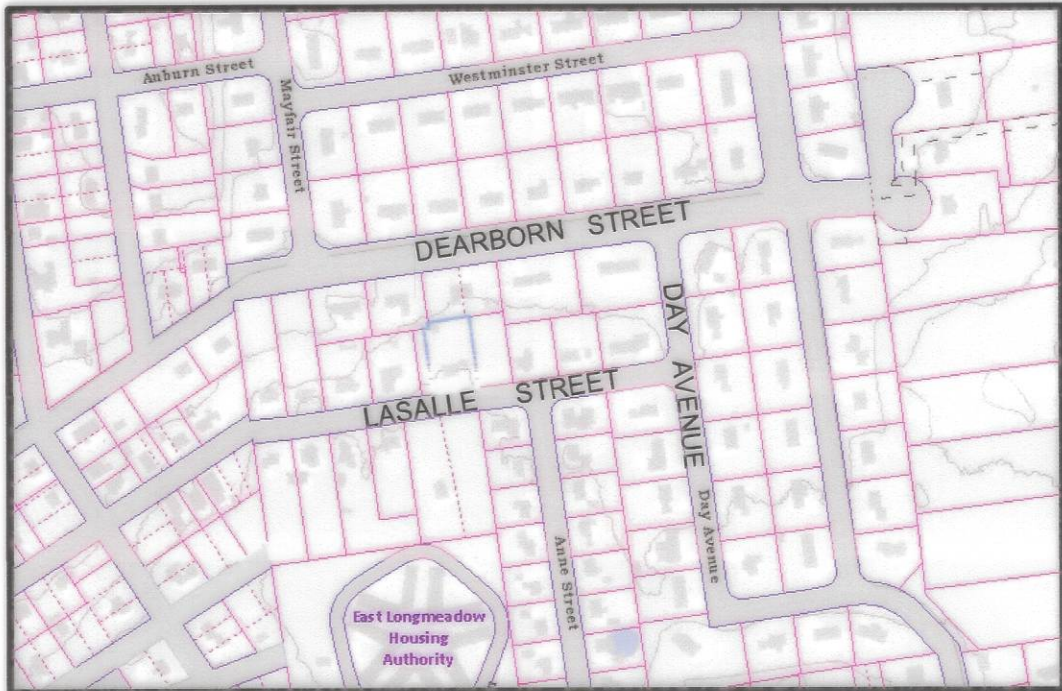 Auburn Street
Westminster Street
Mayfair Street
DEARBORN STREET
DAY AVENUE
LASALLE STREET
Day Avenue
Anne Street
East Longmeadow
Housing
Authority